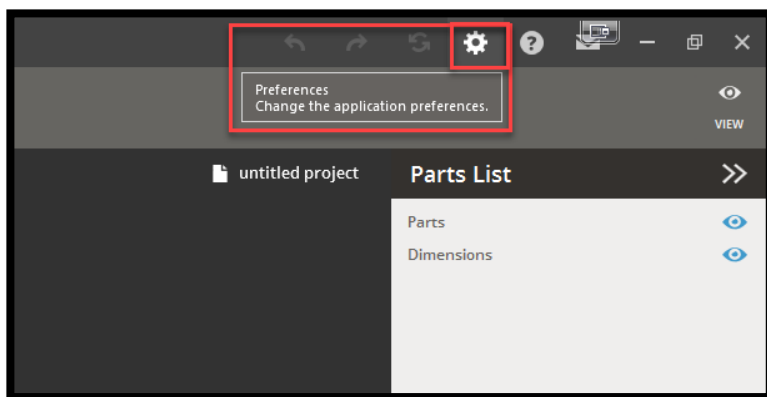 Preferences
Change the application preferences.
VIEW
untitled project
Parts List
Parts
Dimensions